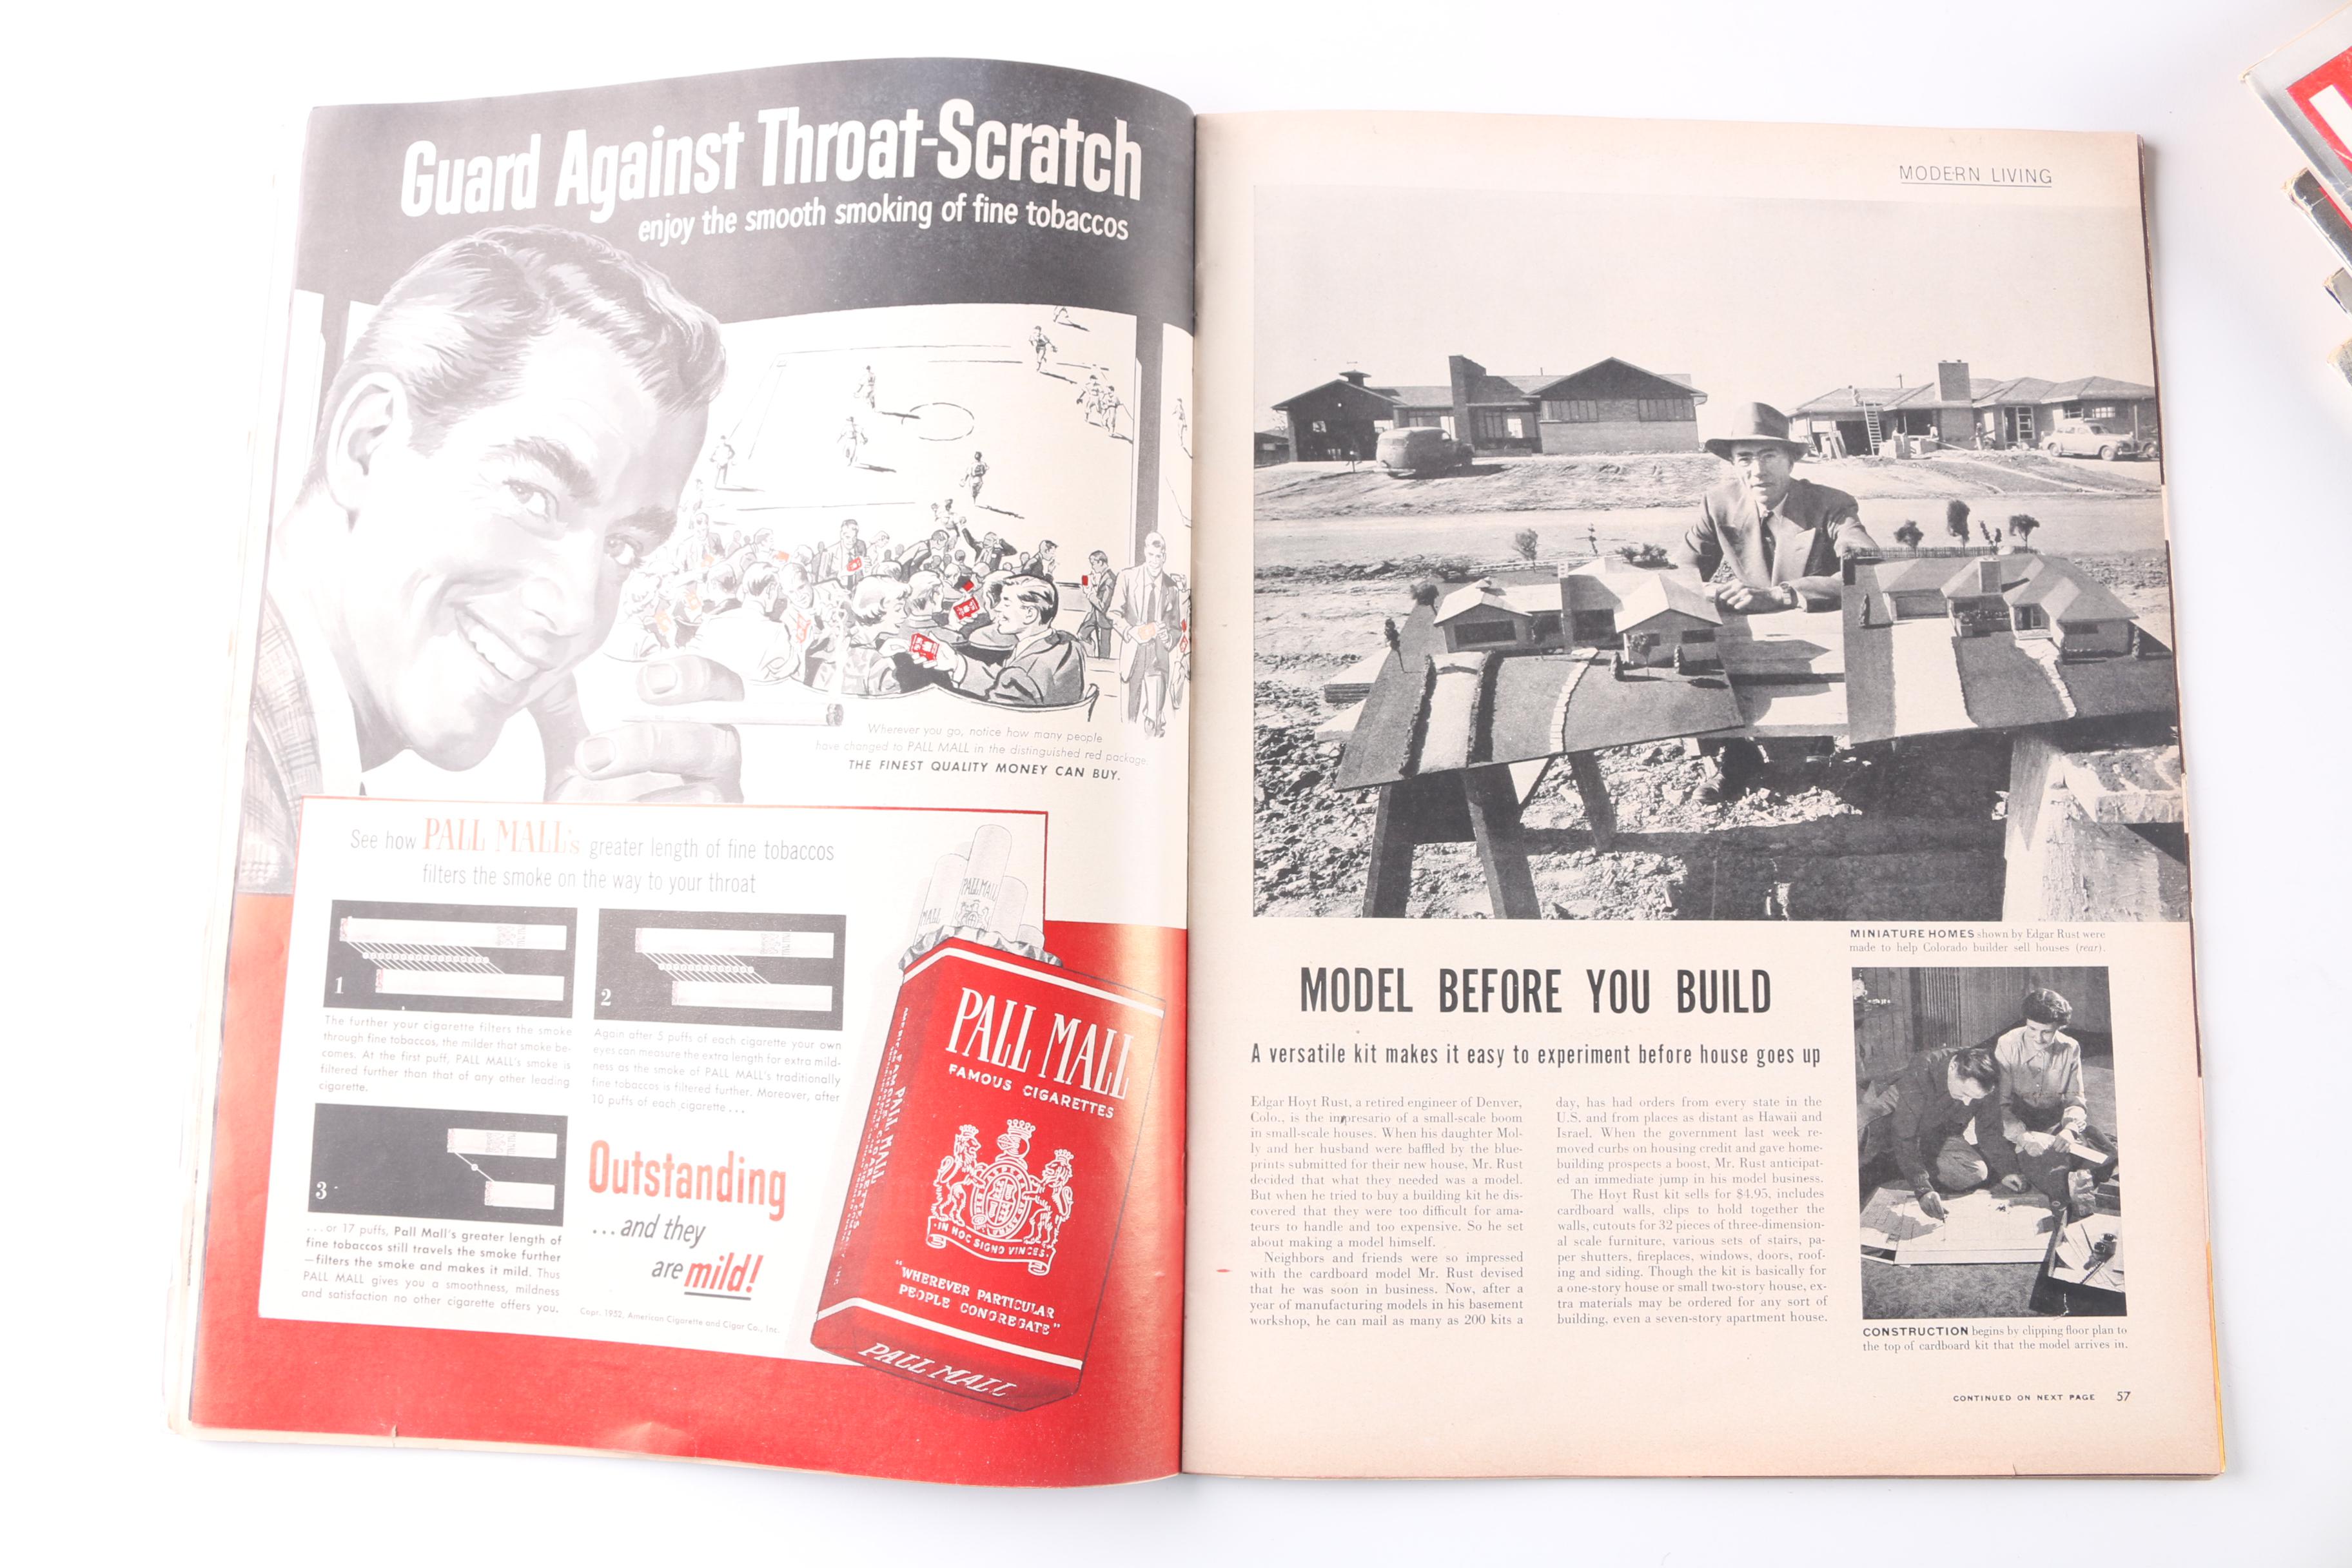 Guard Against Throat-Scratch
enjoy the smooth smoking of fine tobaccos
Wherever you go, notice how many people
have changed to PALL MALL in the distinguished red package.
THE FINEST QUALITY MONEY CAN BUY.
See how PALL MALL's greater length of fine tobaccos
filters the smoke on the way to your throat
1
The further your cigarette filters the smoke
through fine tobaccos, the milder that smoke be-
comes. At the first puff, PALL MALL's smoke is
filtered further than that of any other leading
cigarette.
2
Again after 5 puffs of each cigarette your own
eyes can measure the extra length for extra mild-
ness as the smoke of PALL MALL's traditionally
fine tobaccos is filtered further. Moreover, after
10 puffs of each cigarette...
3
...or 17 puffs, Pall Mall's greater length of
fine tobaccos still travels the smoke further
—filters the smoke and makes it mild. Thus
PALL MALL gives you a smoothness, mildness
and satisfaction no other cigarette offers you.
Outstanding
...and they
are mild!
Copr. 1952, American Cigarette and Cigar Co., Inc.
PALL MALL
MALL
PALL MALL
FAMOUS CIGARETTES
IN HOC SIGNO VINCES
"WHEREVER PARTICULAR
PEOPLE CONGREGATE"
PALL MALL
PALL MALL
MODERN LIVING
MINIATURE HOMES shown by Edgar Rust were
made to help Colorado builder sell houses (rear).
MODEL BEFORE YOU BUILD
A versatile kit makes it easy to experiment before house goes up
Edgar Hoyt Rust, a retired engineer of Denver,
Colo., is the impresario of a small-scale boom
in small-scale houses. When his daughter Mol-
ly and her husband were baffled by the blue-
prints submitted for their new house, Mr. Rust
decided that what they needed was a model.
But when he tried to buy a building kit he dis-
covered that they were too difficult for ama-
teurs to handle and too expensive. So he set
about making a model himself.
Neighbors and friends were so impressed
with the cardboard model Mr. Rust devised
that he was soon in business. Now, after a
year of manufacturing models in his basement
workshop, he can mail as many as 200 kits a
day, has had orders from every state in the
U.S. and from places as distant as Hawaii and
Israel. When the government last week re-
moved curbs on housing credit and gave home-
building prospects a boost, Mr. Rust anticipat-
ed an immediate jump in his model business.
The Hoyt Rust kit sells for $4.95, includes
cardboard walls, clips to hold together the
walls, cutouts for 32 pieces of three-dimension-
al scale furniture, various sets of stairs, pa-
per shutters, fireplaces, windows, doors, roof-
ing and siding. Though the kit is basically for
a one-story house or small two-story house, ex-
tra materials may be ordered for any sort of
building, even a seven-story apartment house.
CONSTRUCTION begins by clipping floor plan to
the top of cardboard kit that the model arrives in.
CONTINUED ON NEXT PAGE 57